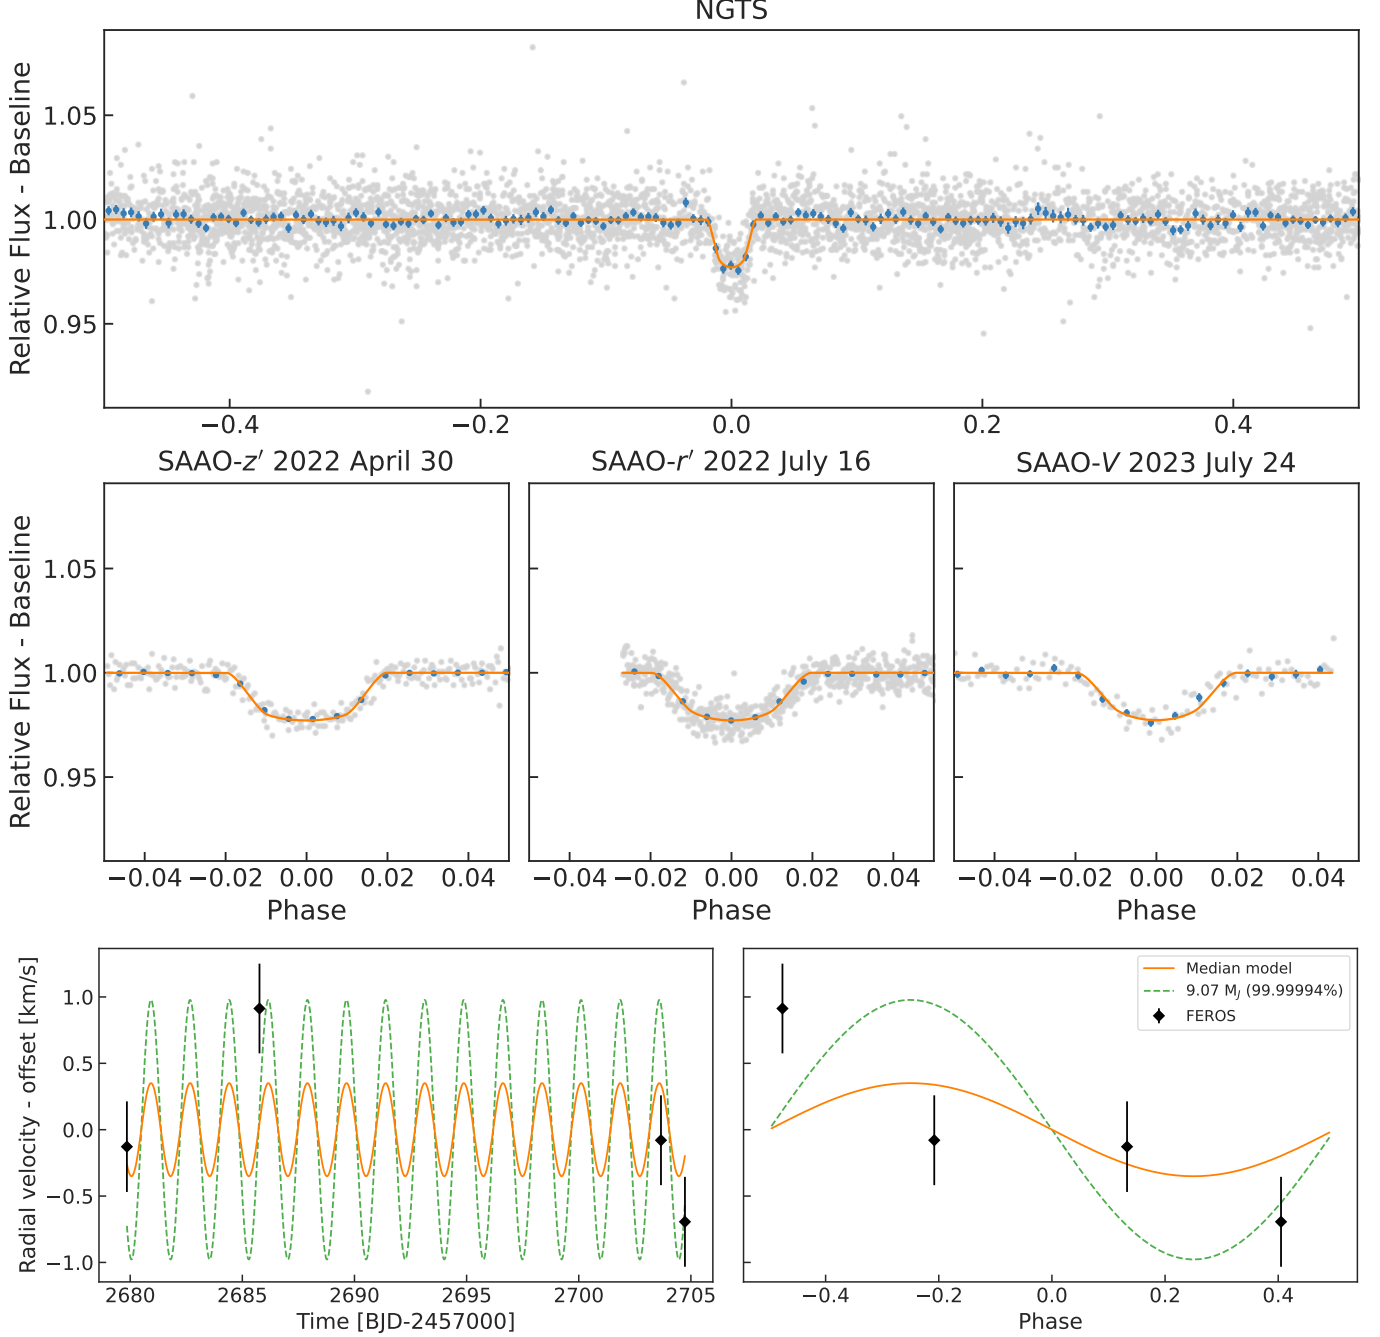 NGTS
Relative Flux - Baseline
1.05
1.00
0.95
−0.4 −0.2 0.0 0.2 0.4
SAAO-z′ 2022 April 30 SAAO-r′ 2022 July 16 SAAO-V 2023 July 24
Relative Flux - Baseline
1.05
1.00
0.95
−0.04 −0.02 0.00 0.02 0.04 −0.04 −0.02 0.00 0.02 0.04 −0.04 −0.02 0.00 0.02 0.04
Phase Phase Phase
Radial velocity - offset [km/s]
1.0
0.5
0.0
−0.5
−1.0
2680 2685 2690 2695 2700 2705
Time [BJD-2457000]
Median model
9.07 MJ (99.99994%)
FEROS
−0.4 −0.2 0.0 0.2 0.4
Phase